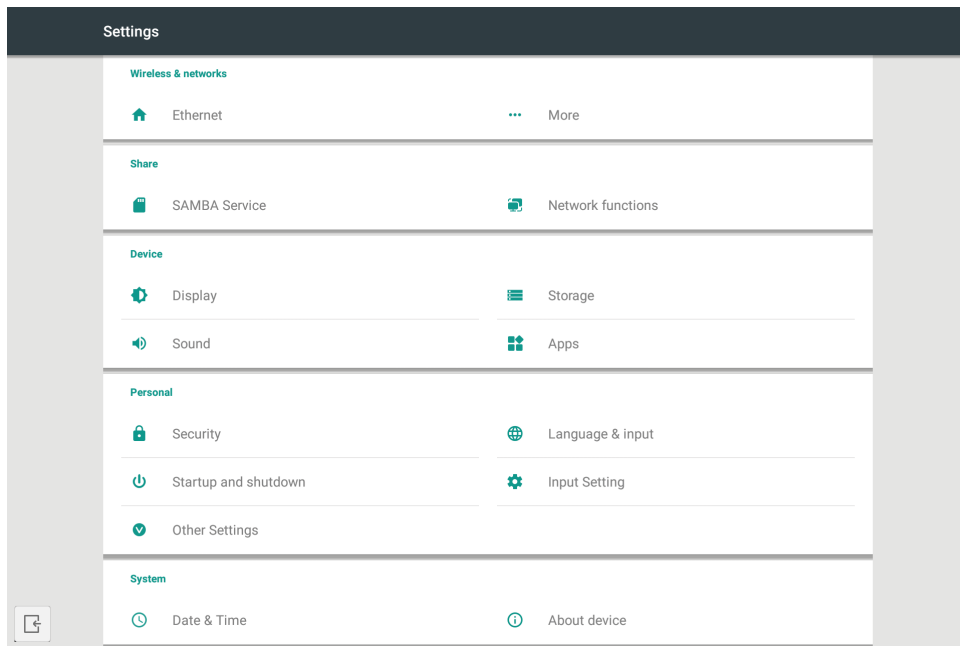 Settings
Wireless & networks
Ethernet
More
Share
SAMBA Service
Network functions
Device
Display
Storage
Sound
Apps
Personal
Security
Language & input
Startup and shutdown
Input Setting
Other Settings
System
Date & Time
About device